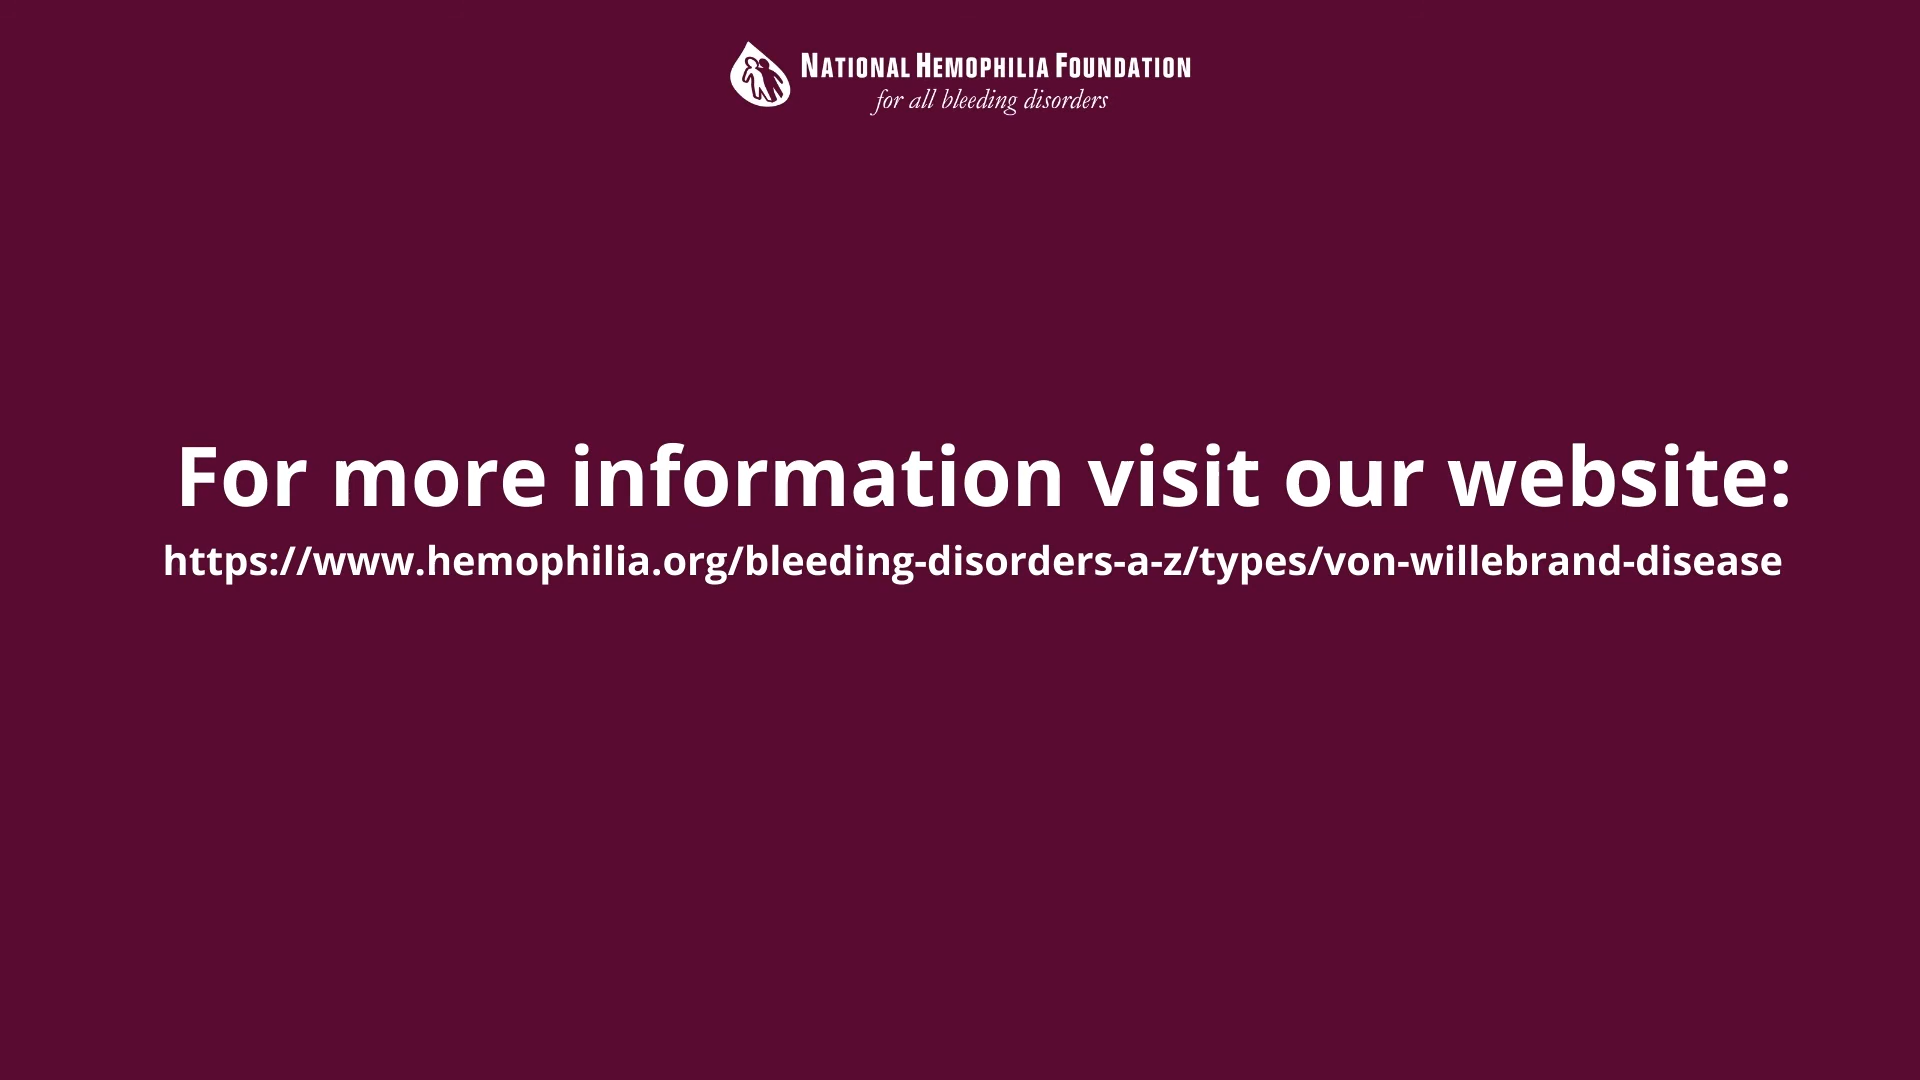 NATIONAL HEMOPHILIA FOUNDATION
for all bleeding disorders
For more information visit our website:
https://www.hemophilia.org/bleeding-disorders-a-z/types/von-willebrand-disease